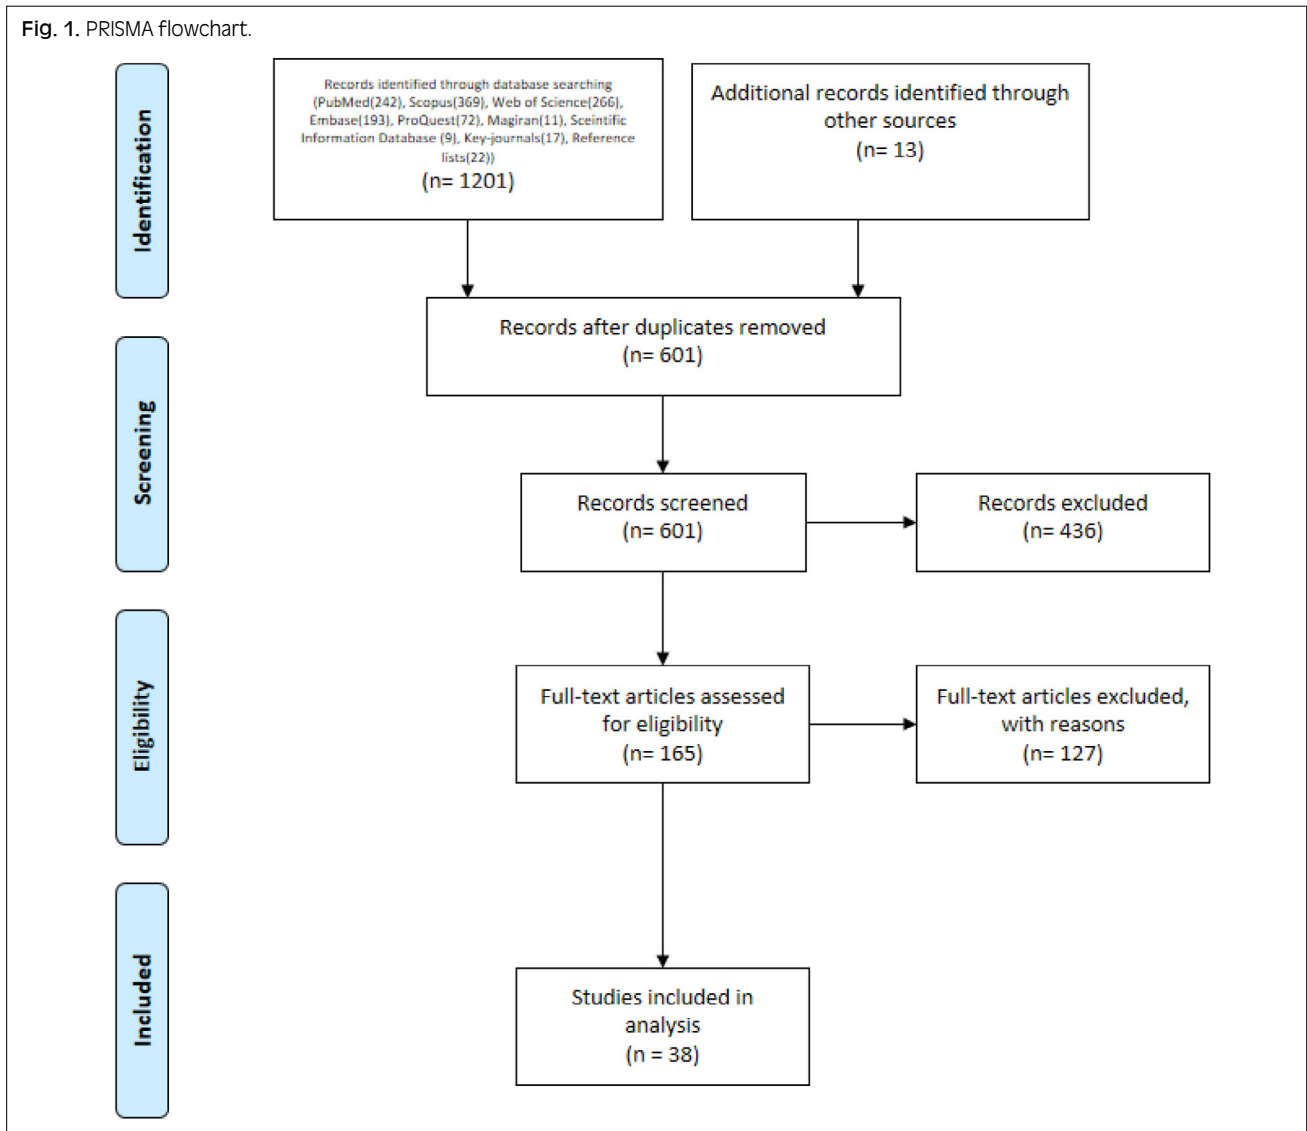 Fig. 1. PRISMA flowchart.
Identification
Records identified through database searching
(PubMed(242), Scopus(369), Web of Science(266),
Embase(193), ProQuest(72), Magiran(11), Sceintific
Information Database (9), Key-journals(17), Reference
lists(22))
(n= 1201)
Additional records identified through
other sources
(n= 13)
Records after duplicates removed
(n= 601)
Screening
Records screened
(n= 601)
Records excluded
(n= 436)
Eligibility
Full-text articles assessed
for eligibility
(n= 165)
Full-text articles excluded,
with reasons
(n= 127)
Included
Studies included in
analysis
(n = 38)